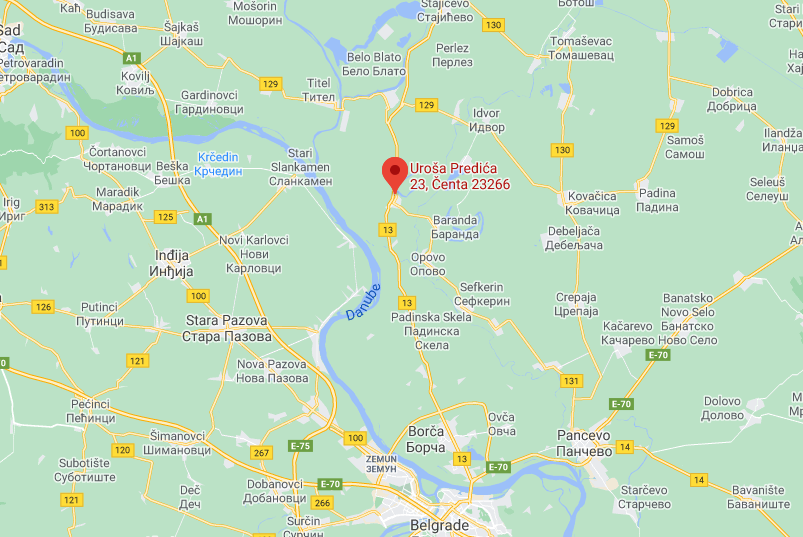 Kać
Каћ
Budisava
Будисава
Šajkaš
Шајкаш
Mošorin
Мошорин
Stajićevo
Стајићево
130
Botoš
Ботош
Stari
Sad
Сад
Petrovaradin
A1
Kovilj
Ковиљ
Gardinovci
Гардиновци
129
Titel
Тител
Belo Blato
Бело Блато
Perlez
Перлез
129
Tomaševac
Томашевац
Idvor
Идвор
130
129
Dobrica
Добрица
Ilandža
Samoš
Самош
100
Čortanovci
Чортановци
Beška
Бешка
Krčedin
Крчедин
Stari
Slankamen
Сланкамен
Uroša Predića
23, Čenta 23266
Kovačica
Ковачица
Padina
Падина
Seleuš
Селеуш
Irig
Ириг
313
Maradik
Марадик
125
A1
Novi Karlovci
Нови
Карловци
13
Baranda
Баранда
Debeljača
Дебељача
Inđija
Инђија
Opovo
Опово
Sefkerin
Сефкерин
100
126
Putinci
Путинци
Stara Pazova
Стара Пазова
Danube
13
Padinska Skela
Падинска
Скела
Crepaja
Црепаја
Banatsko
Novo Selo
Банатско
Ново Село
Kačarevo
Качарево
E-70
121
Nova Pazova
Нова Пазова
131
E-70
Dolovo
Долово
Pećinci
Пећинци
Šimanovci
Шимановци
120
267
E-75
100
Borča
Борча
Ovča
Овча
Pancevo
Панчево
14
13
ZEMUN
ЗЕМУН
E-70
Subotište
Суботиште
121
Deč
Деч
Dobanovci
Добановци
E-70
266
Surčin
Сурчин
Belgrade
14
Starčevo
Старчево
Bavanište
Баваниште